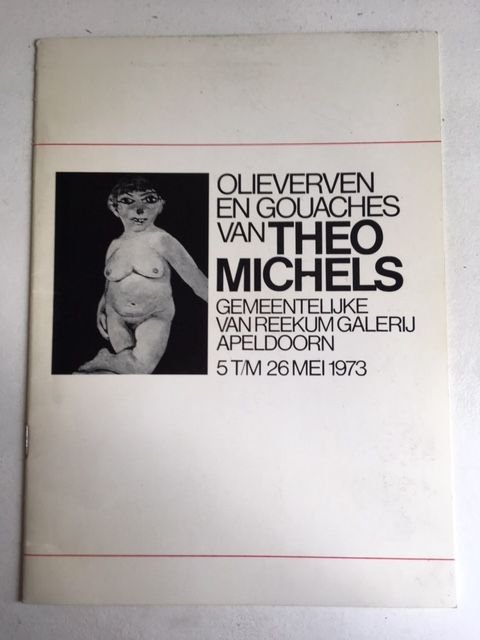 OLIEVERVEN
EN GOUACHES
VAN THEO
MICHELS
GEMEENTELIJKE
VAN REEKUM GALERIJ
APELDOORN
5 T/M 26 MEI 1973